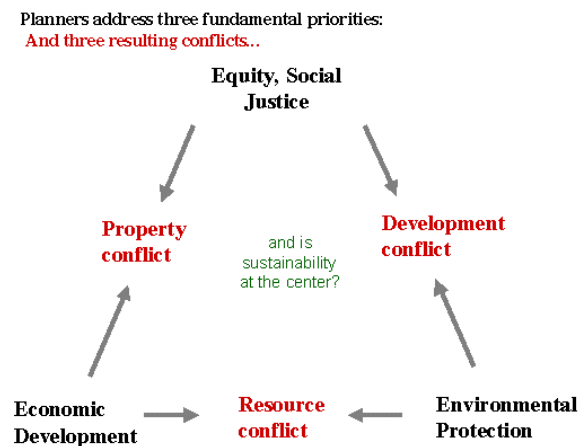 Planners address three fundamental priorities:
And three resulting conflicts...
Equity, Social
Justice
Property
conflict
and is
sustainability
at the center?
Development
conflict
Economic
Development
Resource
conflict
Environmental
Protection